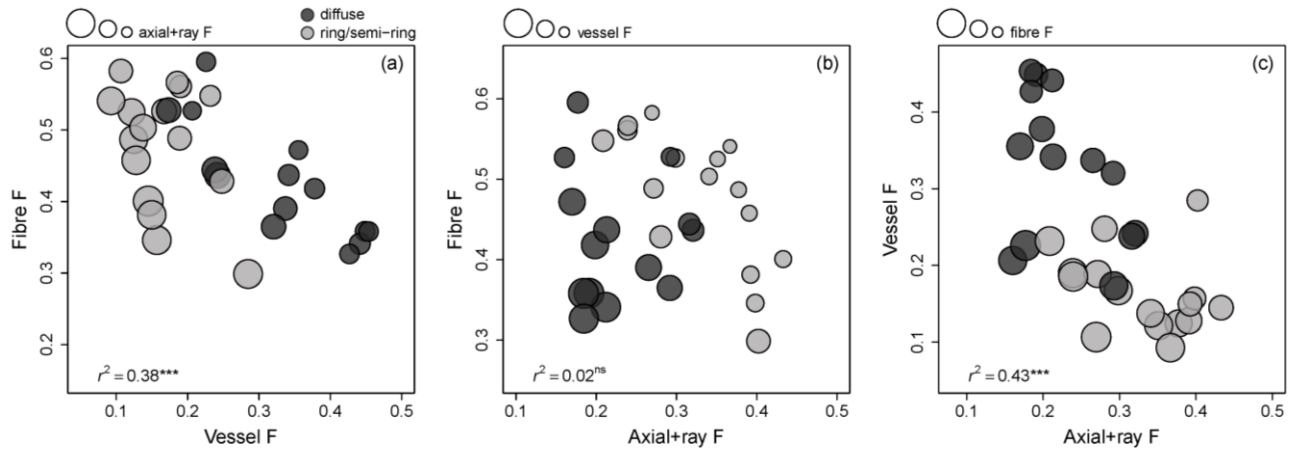 axial+ray F
diffuse
ring/semi−ring
(a)
Fibre F
0.6
0.5
0.4
0.3
0.2
r² = 0.38***
0.1 0.2 0.3 0.4 0.5
Vessel F
vessel F
(b)
Fibre F
0.6
0.5
0.4
0.3
r² = 0.02ns
0.1 0.2 0.3 0.4 0.5
Axial+ray F
fibre F
(c)
Vessel F
0.4
0.3
0.2
0.1
r² = 0.43***
0.1 0.2 0.3 0.4 0.5
Axial+ray F